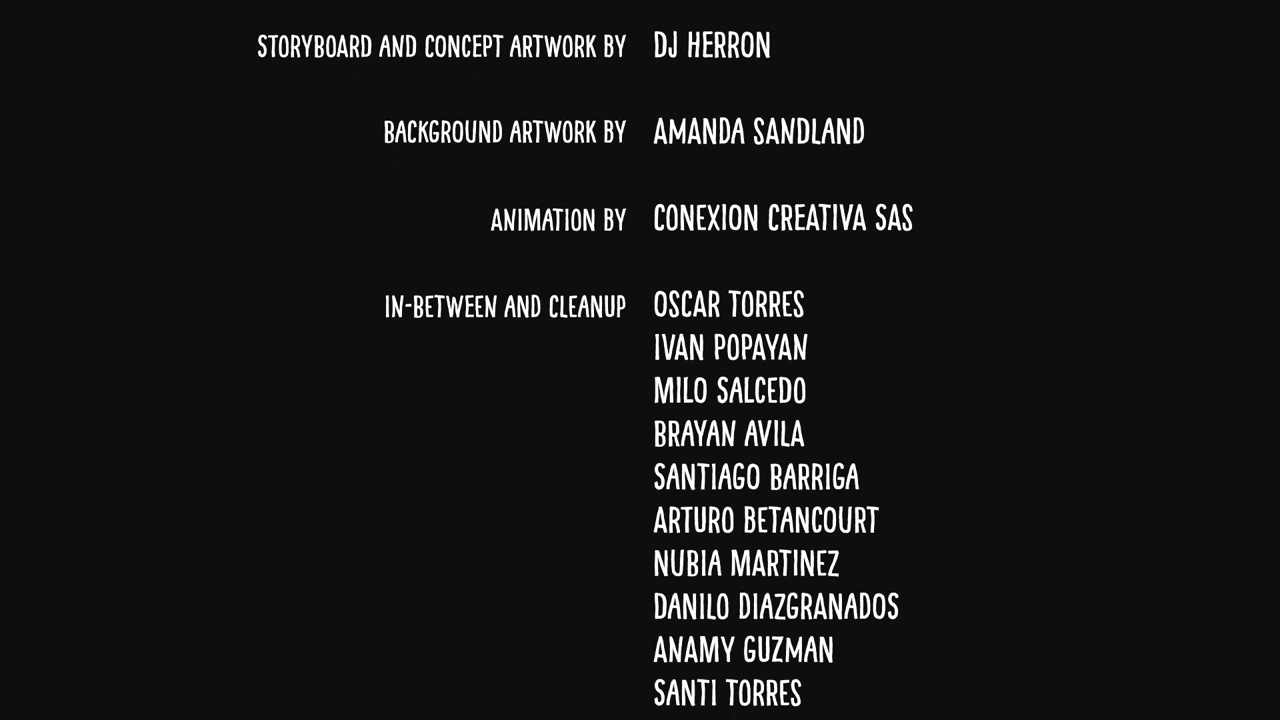 STORYBOARD AND CONCEPT ARTWORK BY DJ HERRON
BACKGROUND ARTWORK BY AMANDA SANDLAND
ANIMATION BY CONEXION CREATIVA SAS
IN-BETWEEN AND CLEANUP OSCAR TORRES
IVAN POPAYAN
MILO SALCEDO
BRAYAN AVILA
SANTIAGO BARRIGA
ARTURO BETANCOURT
NUBIA MARTINEZ
DANILO DIAZGRANADOS
ANAMY GUZMAN
SANTI TORRES